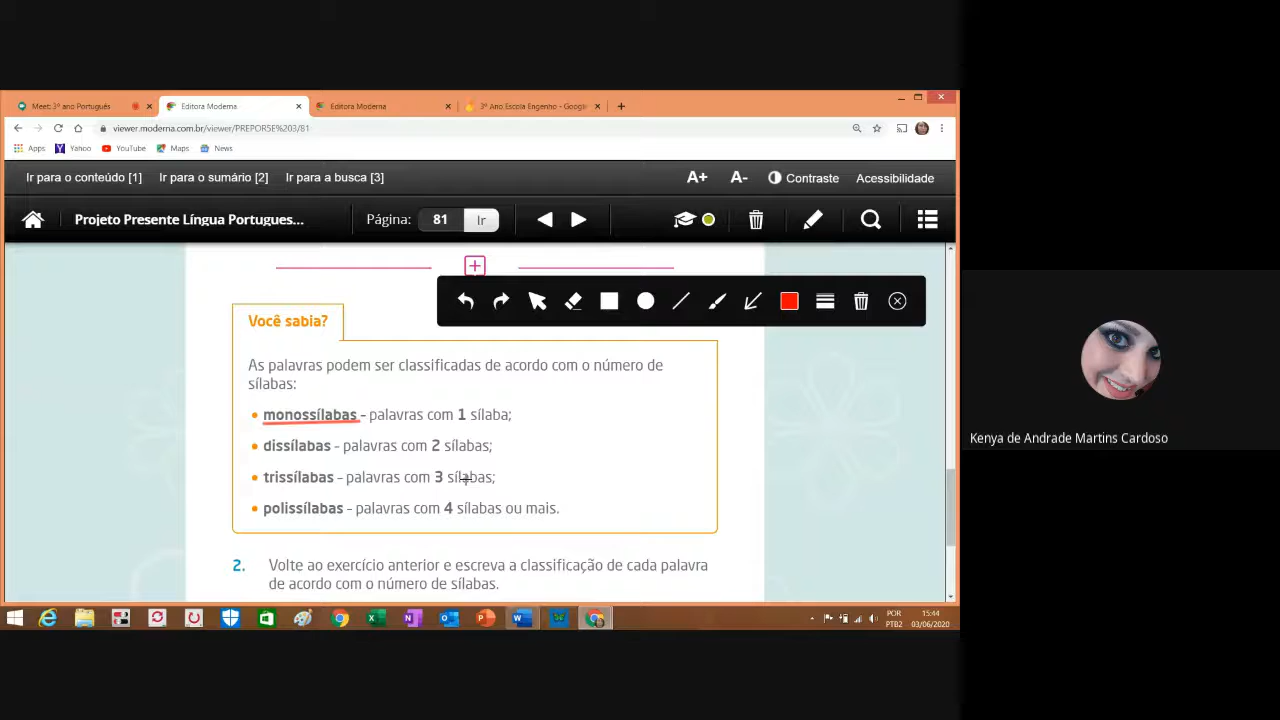 Meet: 3º ano Português
Editora Moderna
Editora Moderna
3º Ano Escola Engenho - Googl
viewer.moderna.com.br/viewer/PREPOR5E%203/81
Apps Yahoo YouTube Maps News
Ir para o conteúdo [1] Ir para o sumário [2] Ir para a busca [3] A+ A- Contraste Acessibilidade
Projeto Presente Língua Portugues... Página: 81 Ir
Você sabia?
As palavras podem ser classificadas de acordo com o número de
sílabas:
• monossílabas - palavras com 1 sílaba;
• dissílabas - palavras com 2 sílabas;
• trissílabas - palavras com 3 sílabas;
• polissílabas - palavras com 4 sílabas ou mais.
2. Volte ao exercício anterior e escreva a classificação de cada palavra
de acordo com o número de sílabas.
POR 15:44
PTB2 03/06/2020
Kenya de Andrade Martins Cardoso